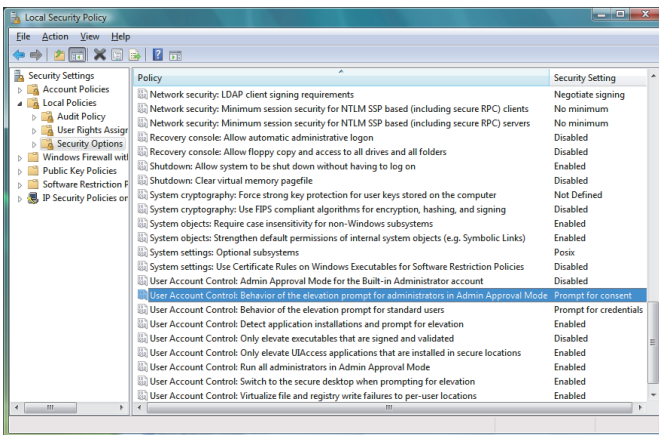 Local Security Policy
File Action View Help
Security Settings
Account Policies
Local Policies
Audit Policy
User Rights Assigr
Security Options
Windows Firewall wit
Public Key Policies
Software Restriction P
IP Security Policies or
Policy Security Setting
Network security: LDAP client signing requirements Negotiate signing
Network security: Minimum session security for NTLM SSP based (including secure RPC) clients No minimum
Network security: Minimum session security for NTLM SSP based (including secure RPC) servers No minimum
Recovery console: Allow automatic administrative logon Disabled
Recovery console: Allow floppy copy and access to all drives and all folders Disabled
Shutdown: Allow system to be shut down without having to log on Enabled
Shutdown: Clear virtual memory pagefile Disabled
System cryptography: Force strong key protection for user keys stored on the computer Not Defined
System cryptography: Use FIPS compliant algorithms for encryption, hashing, and signing Disabled
System objects: Require case insensitivity for non-Windows subsystems Enabled
System objects: Strengthen default permissions of internal system objects (e.g. Symbolic Links) Enabled
System settings: Optional subsystems Posix
System settings: Use Certificate Rules on Windows Executables for Software Restriction Policies Disabled
User Account Control: Admin Approval Mode for the Built-in Administrator account Disabled
User Account Control: Behavior of the elevation prompt for administrators in Admin Approval Mode Prompt for consent
User Account Control: Behavior of the elevation prompt for standard users Prompt for credentials
User Account Control: Detect application installations and prompt for elevation Enabled
User Account Control: Only elevate executables that are signed and validated Disabled
User Account Control: Only elevate UIAccess applications that are installed in secure locations Enabled
User Account Control: Run all administrators in Admin Approval Mode Enabled
User Account Control: Switch to the secure desktop when prompting for elevation Enabled
User Account Control: Virtualize file and registry write failures to per-user locations Enabled